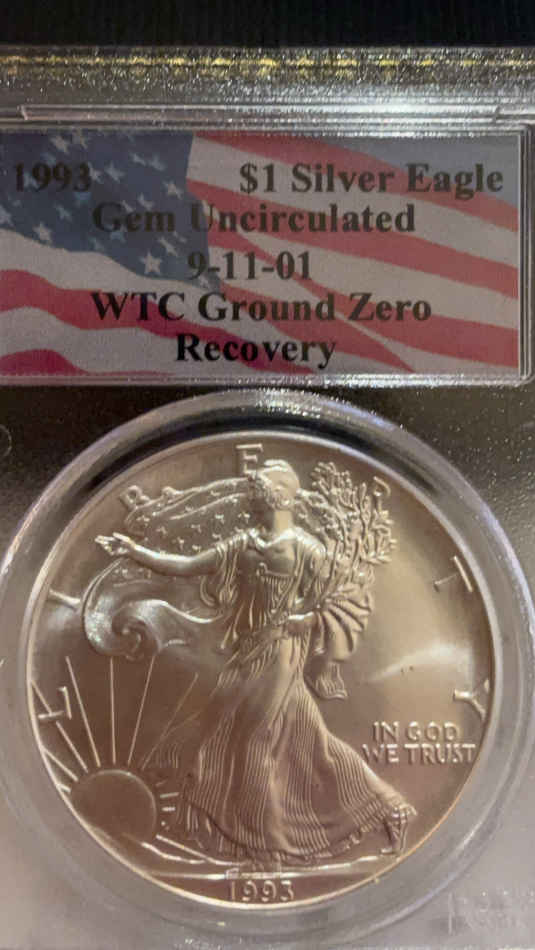 1993 $1 Silver Eagle
Gem Uncirculated
9-11-01
WTC Ground Zero
Recovery
LIBERTY
IN GOD
WE TRUST
1993